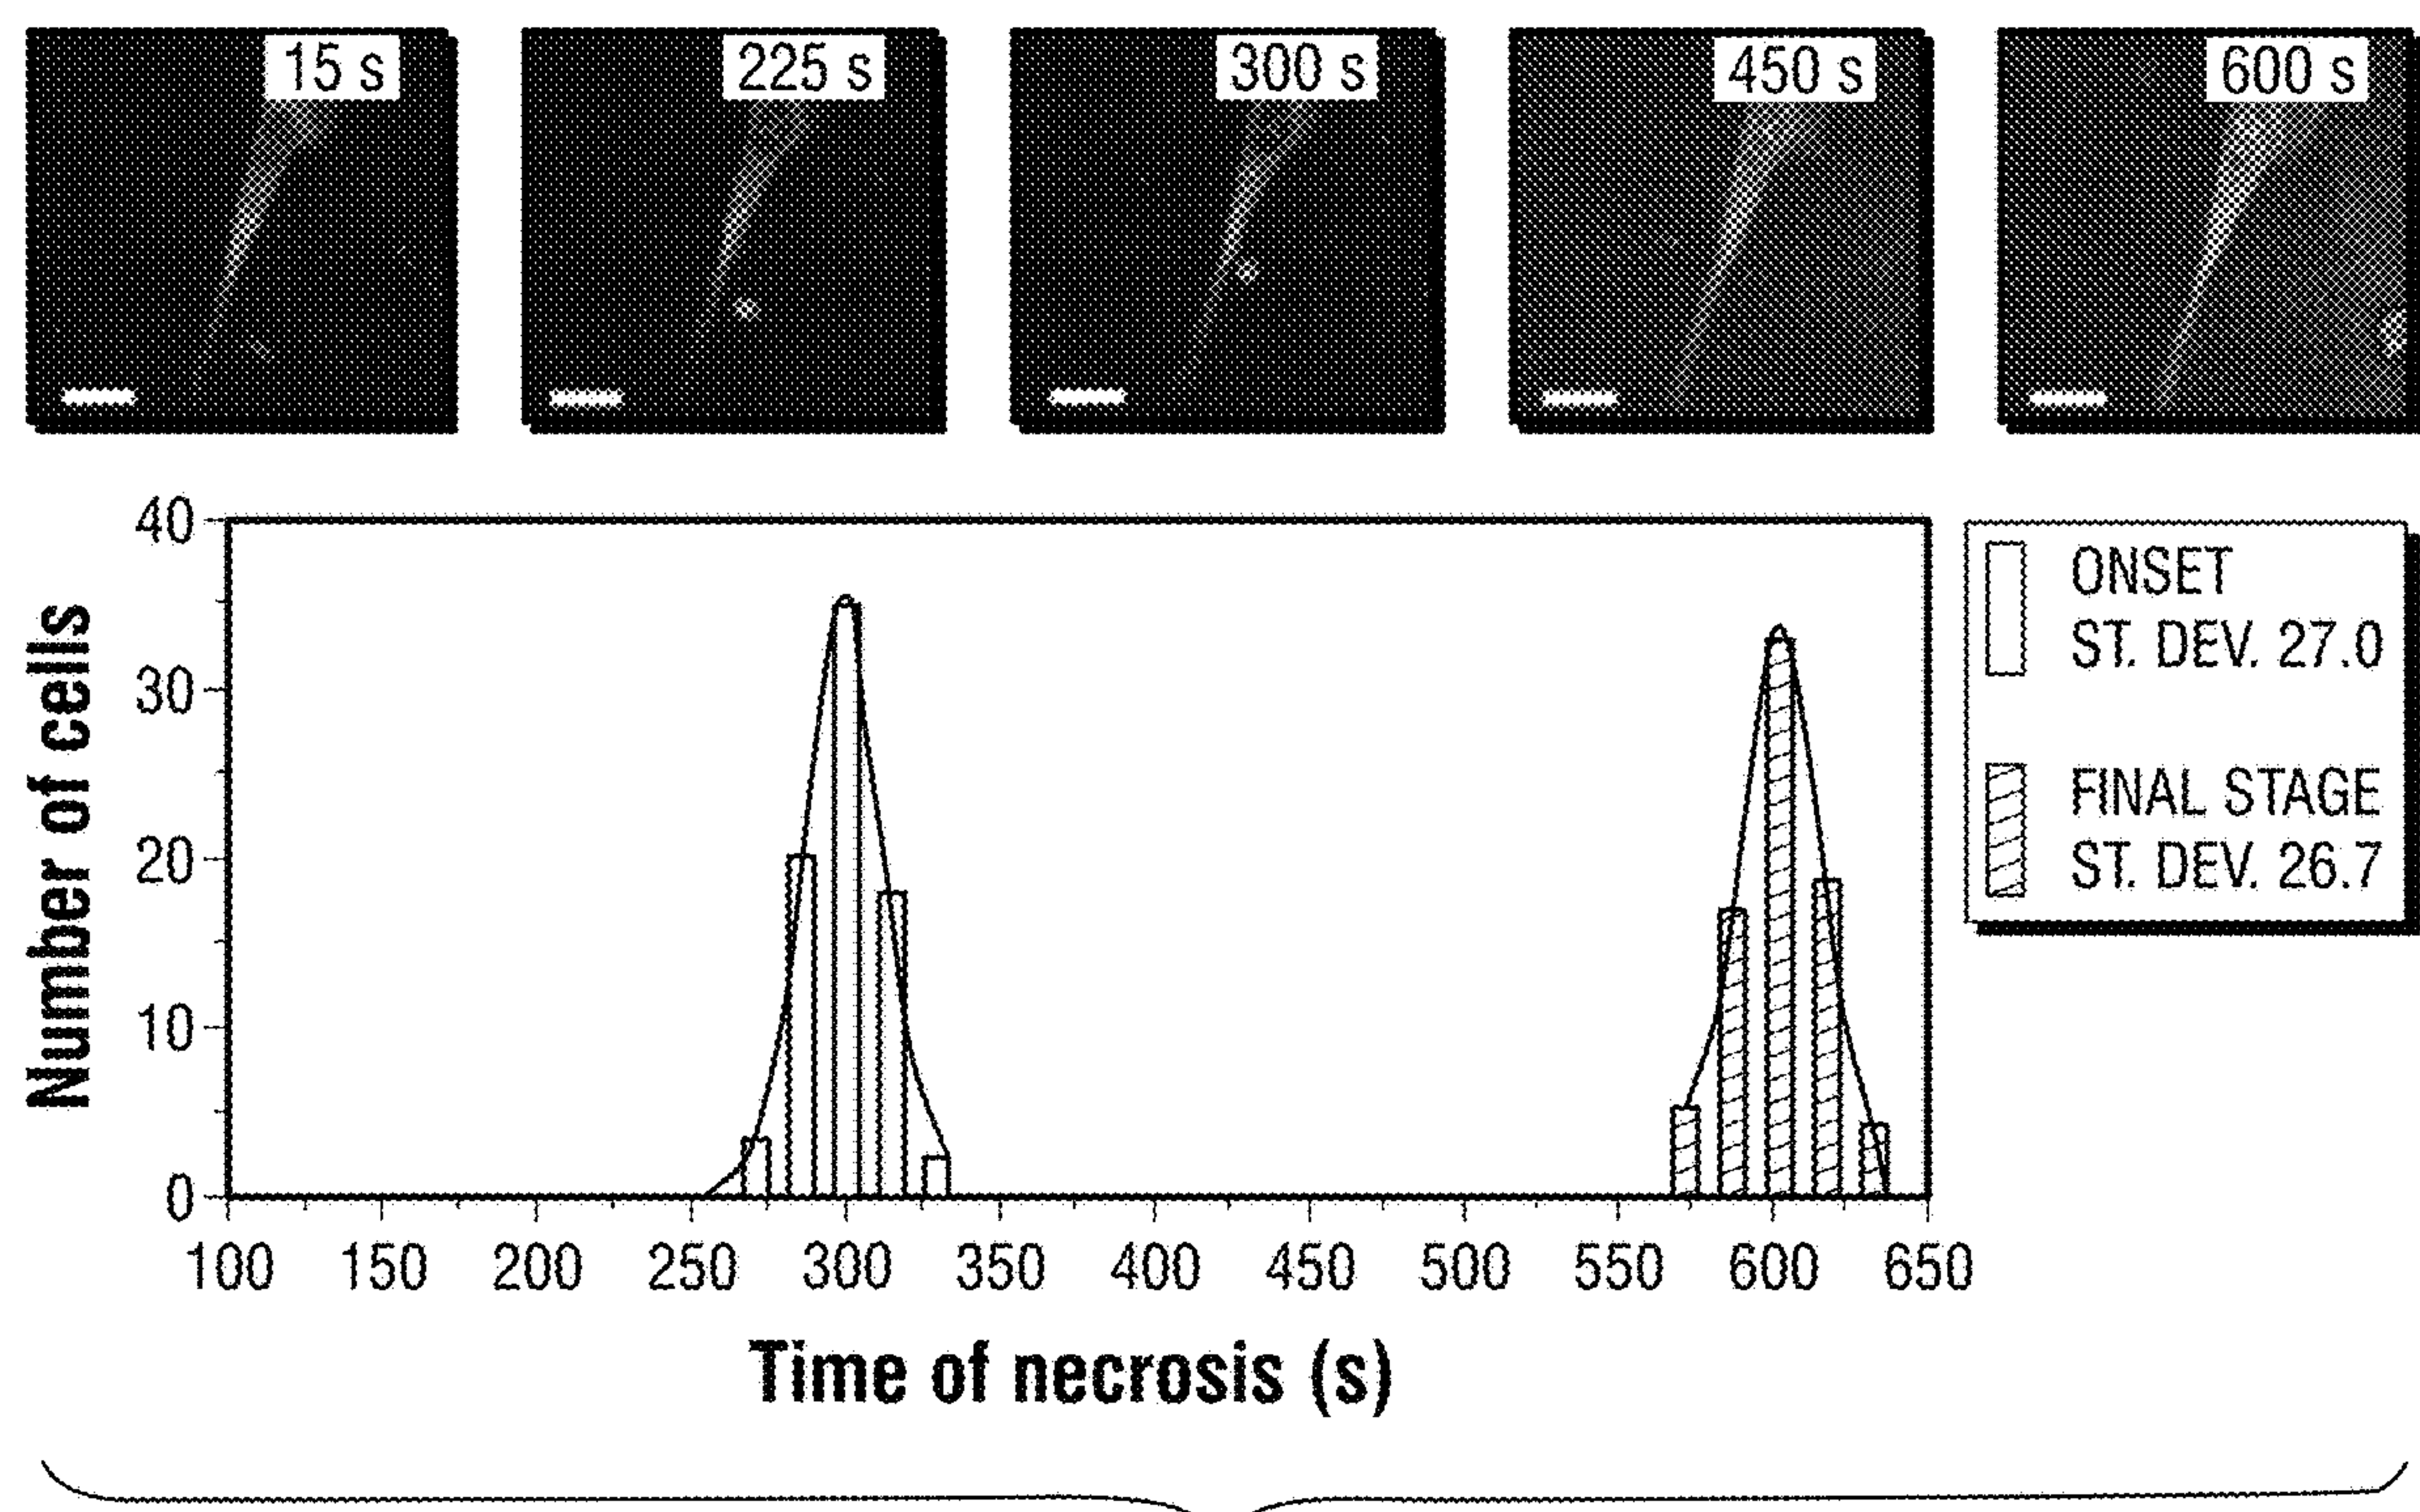 15 s
225 s
300 s
450 s
600 s
40
30
20
10
0
Number of cells
100 150 200 250 300 350 400 450 500 550 600 650
Time of necrosis (s)
ONSET
ST. DEV. 27.0
FINAL STAGE
ST. DEV. 26.7